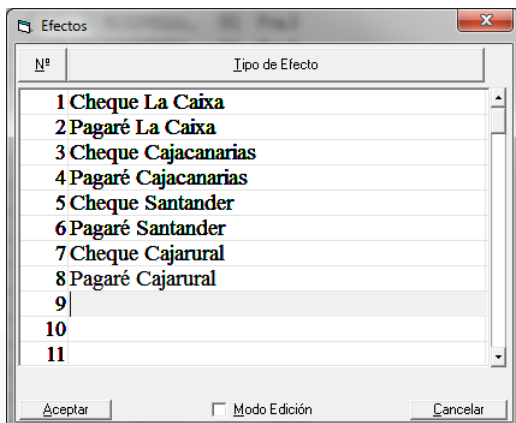 Efectos
Nº Tipo de Efecto
1 Cheque La Caixa
2 Pagaré La Caixa
3 Cheque Cajacanarias
4 Pagaré Cajacanarias
5 Cheque Santander
6 Pagaré Santander
7 Cheque Cajarural
8 Pagaré Cajarural
9
10
11
Aceptar Modo Edición Cancelar